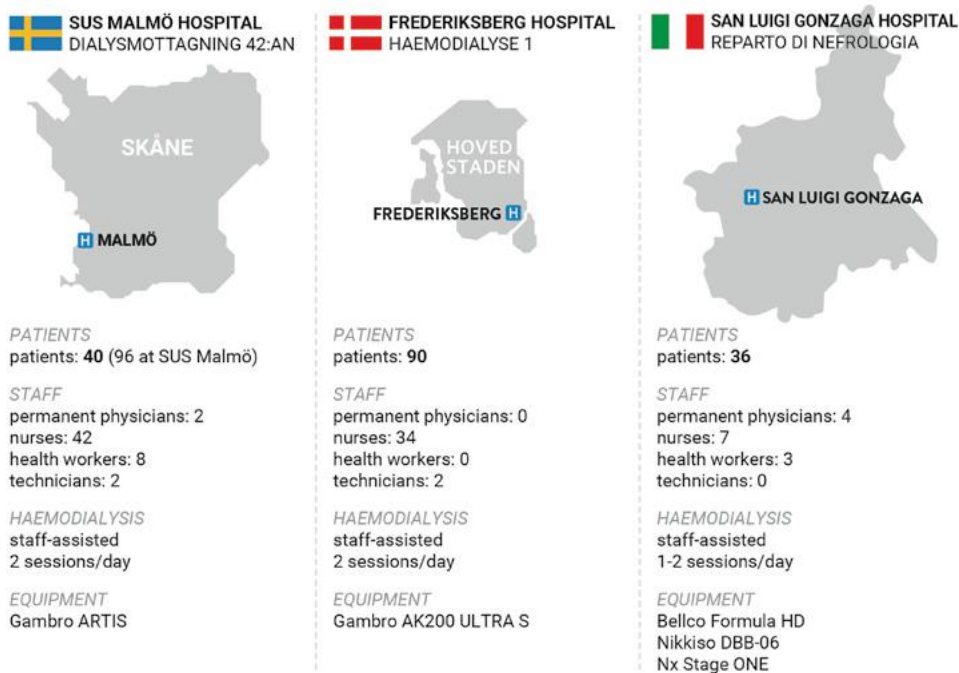 SUS MALMÖ HOSPITAL
DIALYSMOTTAGNING 42:AN
SKÅNE
H MALMÖ
PATIENTS
patients: 40 (96 at SUS Malmö)
STAFF
permanent physicians: 2
nurses: 42
health workers: 8
technicians: 2
HAEMODIALYSIS
staff-assisted
2 sessions/day
EQUIPMENT
Gambro ARTIS
FREDERIKSBERG HOSPITAL
HAEMODIALYSE 1
HOVED
STADEN
FREDERIKSBERG H
PATIENTS
patients: 90
STAFF
permanent physicians: 0
nurses: 34
health workers: 0
technicians: 2
HAEMODIALYSIS
staff-assisted
2 sessions/day
EQUIPMENT
Gambro AK200 ULTRA S
SAN LUIGI GONZAGA HOSPITAL
REPARTO DI NEFROLOGIA
H SAN LUIGI GONZAGA
PATIENTS
patients: 36
STAFF
permanent physicians: 4
nurses: 7
health workers: 3
technicians: 0
HAEMODIALYSIS
staff-assisted
1-2 sessions/day
EQUIPMENT
Bellco Formula HD
Nikkiso DBB-06
Nx Stage ONE